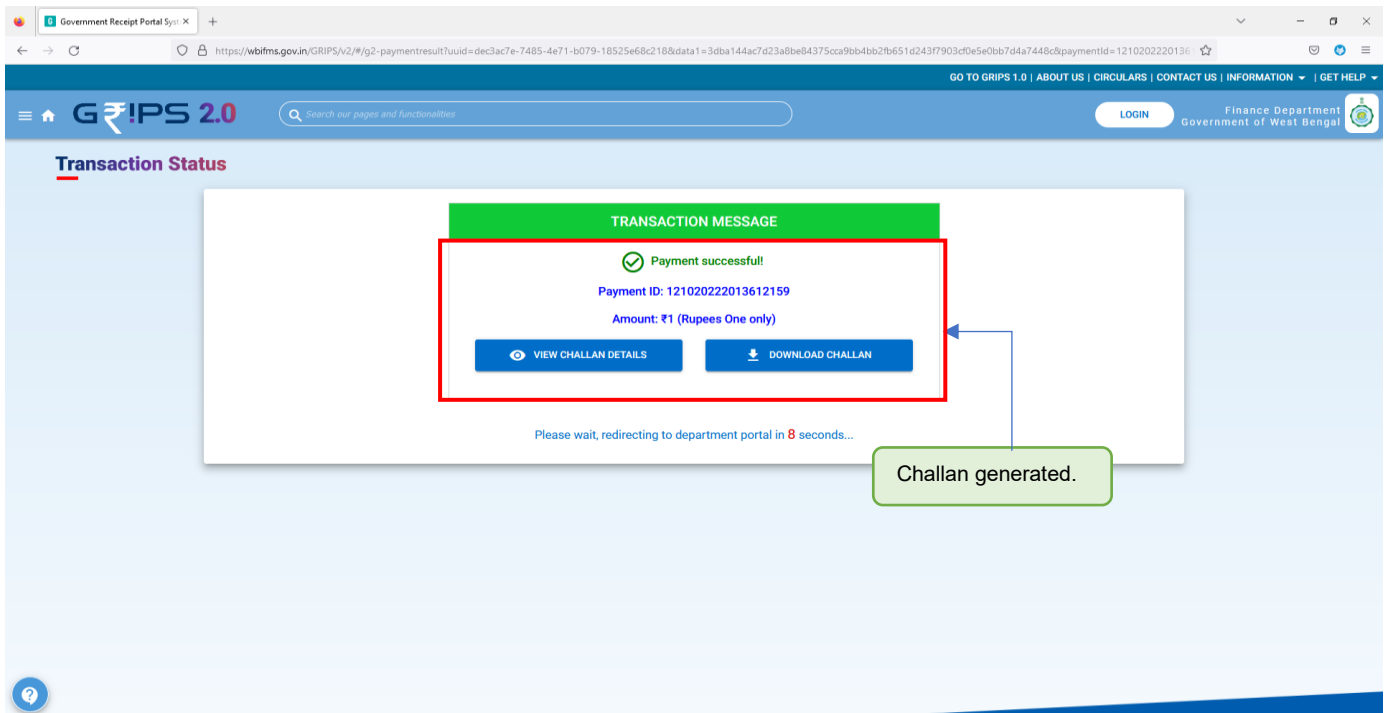 Government Receipt Portal Syst
https://wbifms.gov.in/GRIPS/v2/#/g2-paymentresult?uuid=dec3ac7e-7485-4e71-b079-18525e68c218&data1=3dba144ac7d23a8be84375cca9bb4bb2fb651d243f7903cf0e5e0bb7d4a7448c&paymentId=1210202220136
GO TO GRIPS 1.0 | ABOUT US | CIRCULARS | CONTACT US | INFORMATION | GET HELP
G₹!PS 2.0
Search our pages and functionalities
LOGIN
Finance Department
Government of West Bengal
Transaction Status
TRANSACTION MESSAGE
Payment successful!
Payment ID: 121020222013612159
Amount: ₹1 (Rupees One only)
VIEW CHALLAN DETAILS
DOWNLOAD CHALLAN
Please wait, redirecting to department portal in 8 seconds...
Challan generated.